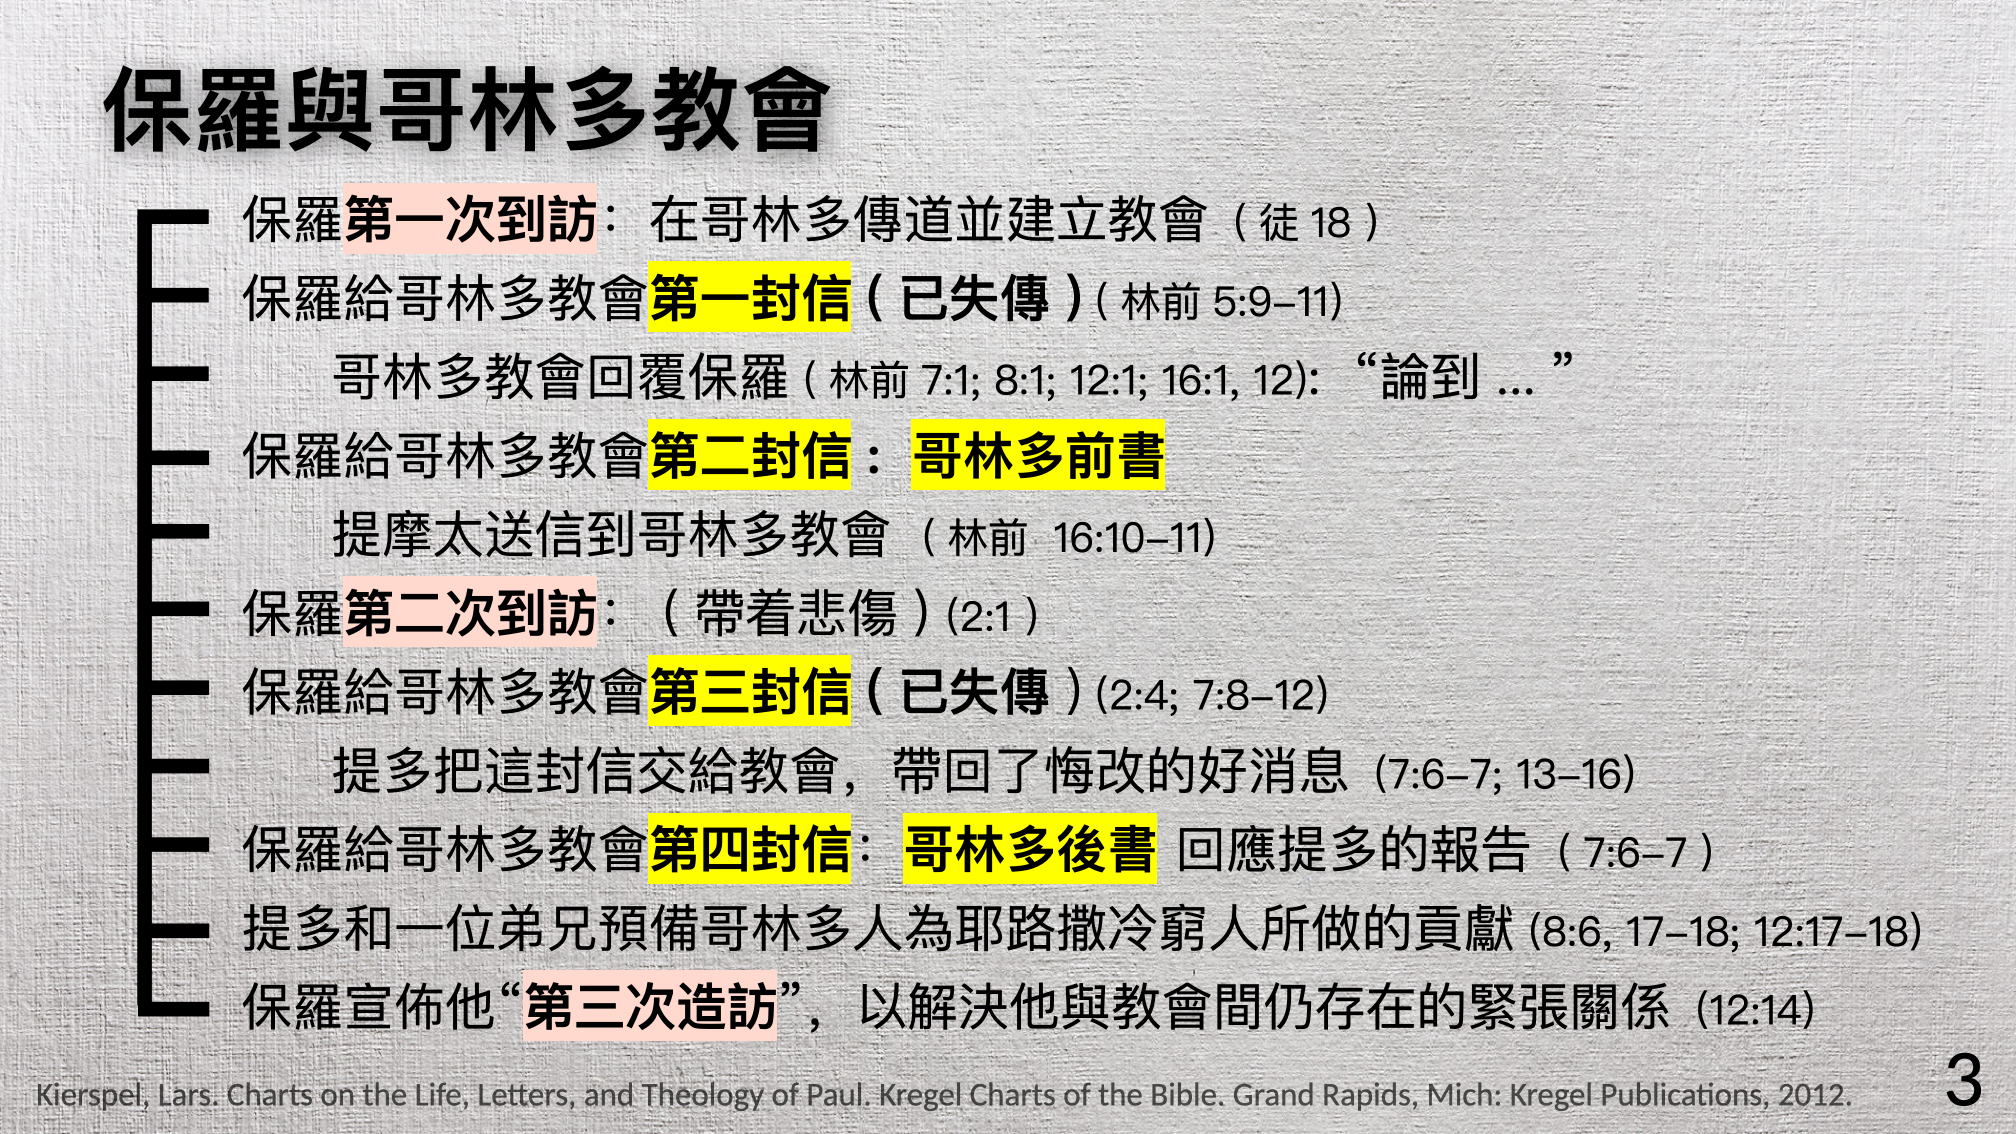 保羅與哥林多教會
保羅第一次到訪：在哥林多傳道並建立教會（徒 18）
保羅給哥林多教會第一封信（已失傳）（林前 5:9–11)
哥林多教會回覆保羅（林前 7:1; 8:1; 12:1; 16:1, 12)：“論到 ... ”
保羅給哥林多教會第二封信：哥林多前書
提摩太送信到哥林多教會（林前 16:10–11)
保羅第二次到訪：（帶着悲傷）(2:1）
保羅給哥林多教會第三封信（已失傳）(2:4; 7:8–12)
提多把這封信交給教會，帶回了悔改的好消息 (7:6–7; 13–16)
保羅給哥林多教會第四封信：哥林多後書 回應提多的報告（7:6–7）
提多和一位弟兄預備哥林多人為耶路撒冷窮人所做的貢獻 (8:6, 17–18; 12:17–18)
保羅宣佈他“第三次造訪”，以解決他與教會間仍存在的緊張關係 (12:14)
Kierspel, Lars. Charts on the Life, Letters, and Theology of Paul. Kregel Charts of the Bible. Grand Rapids, Mich: Kregel Publications, 2012.
3